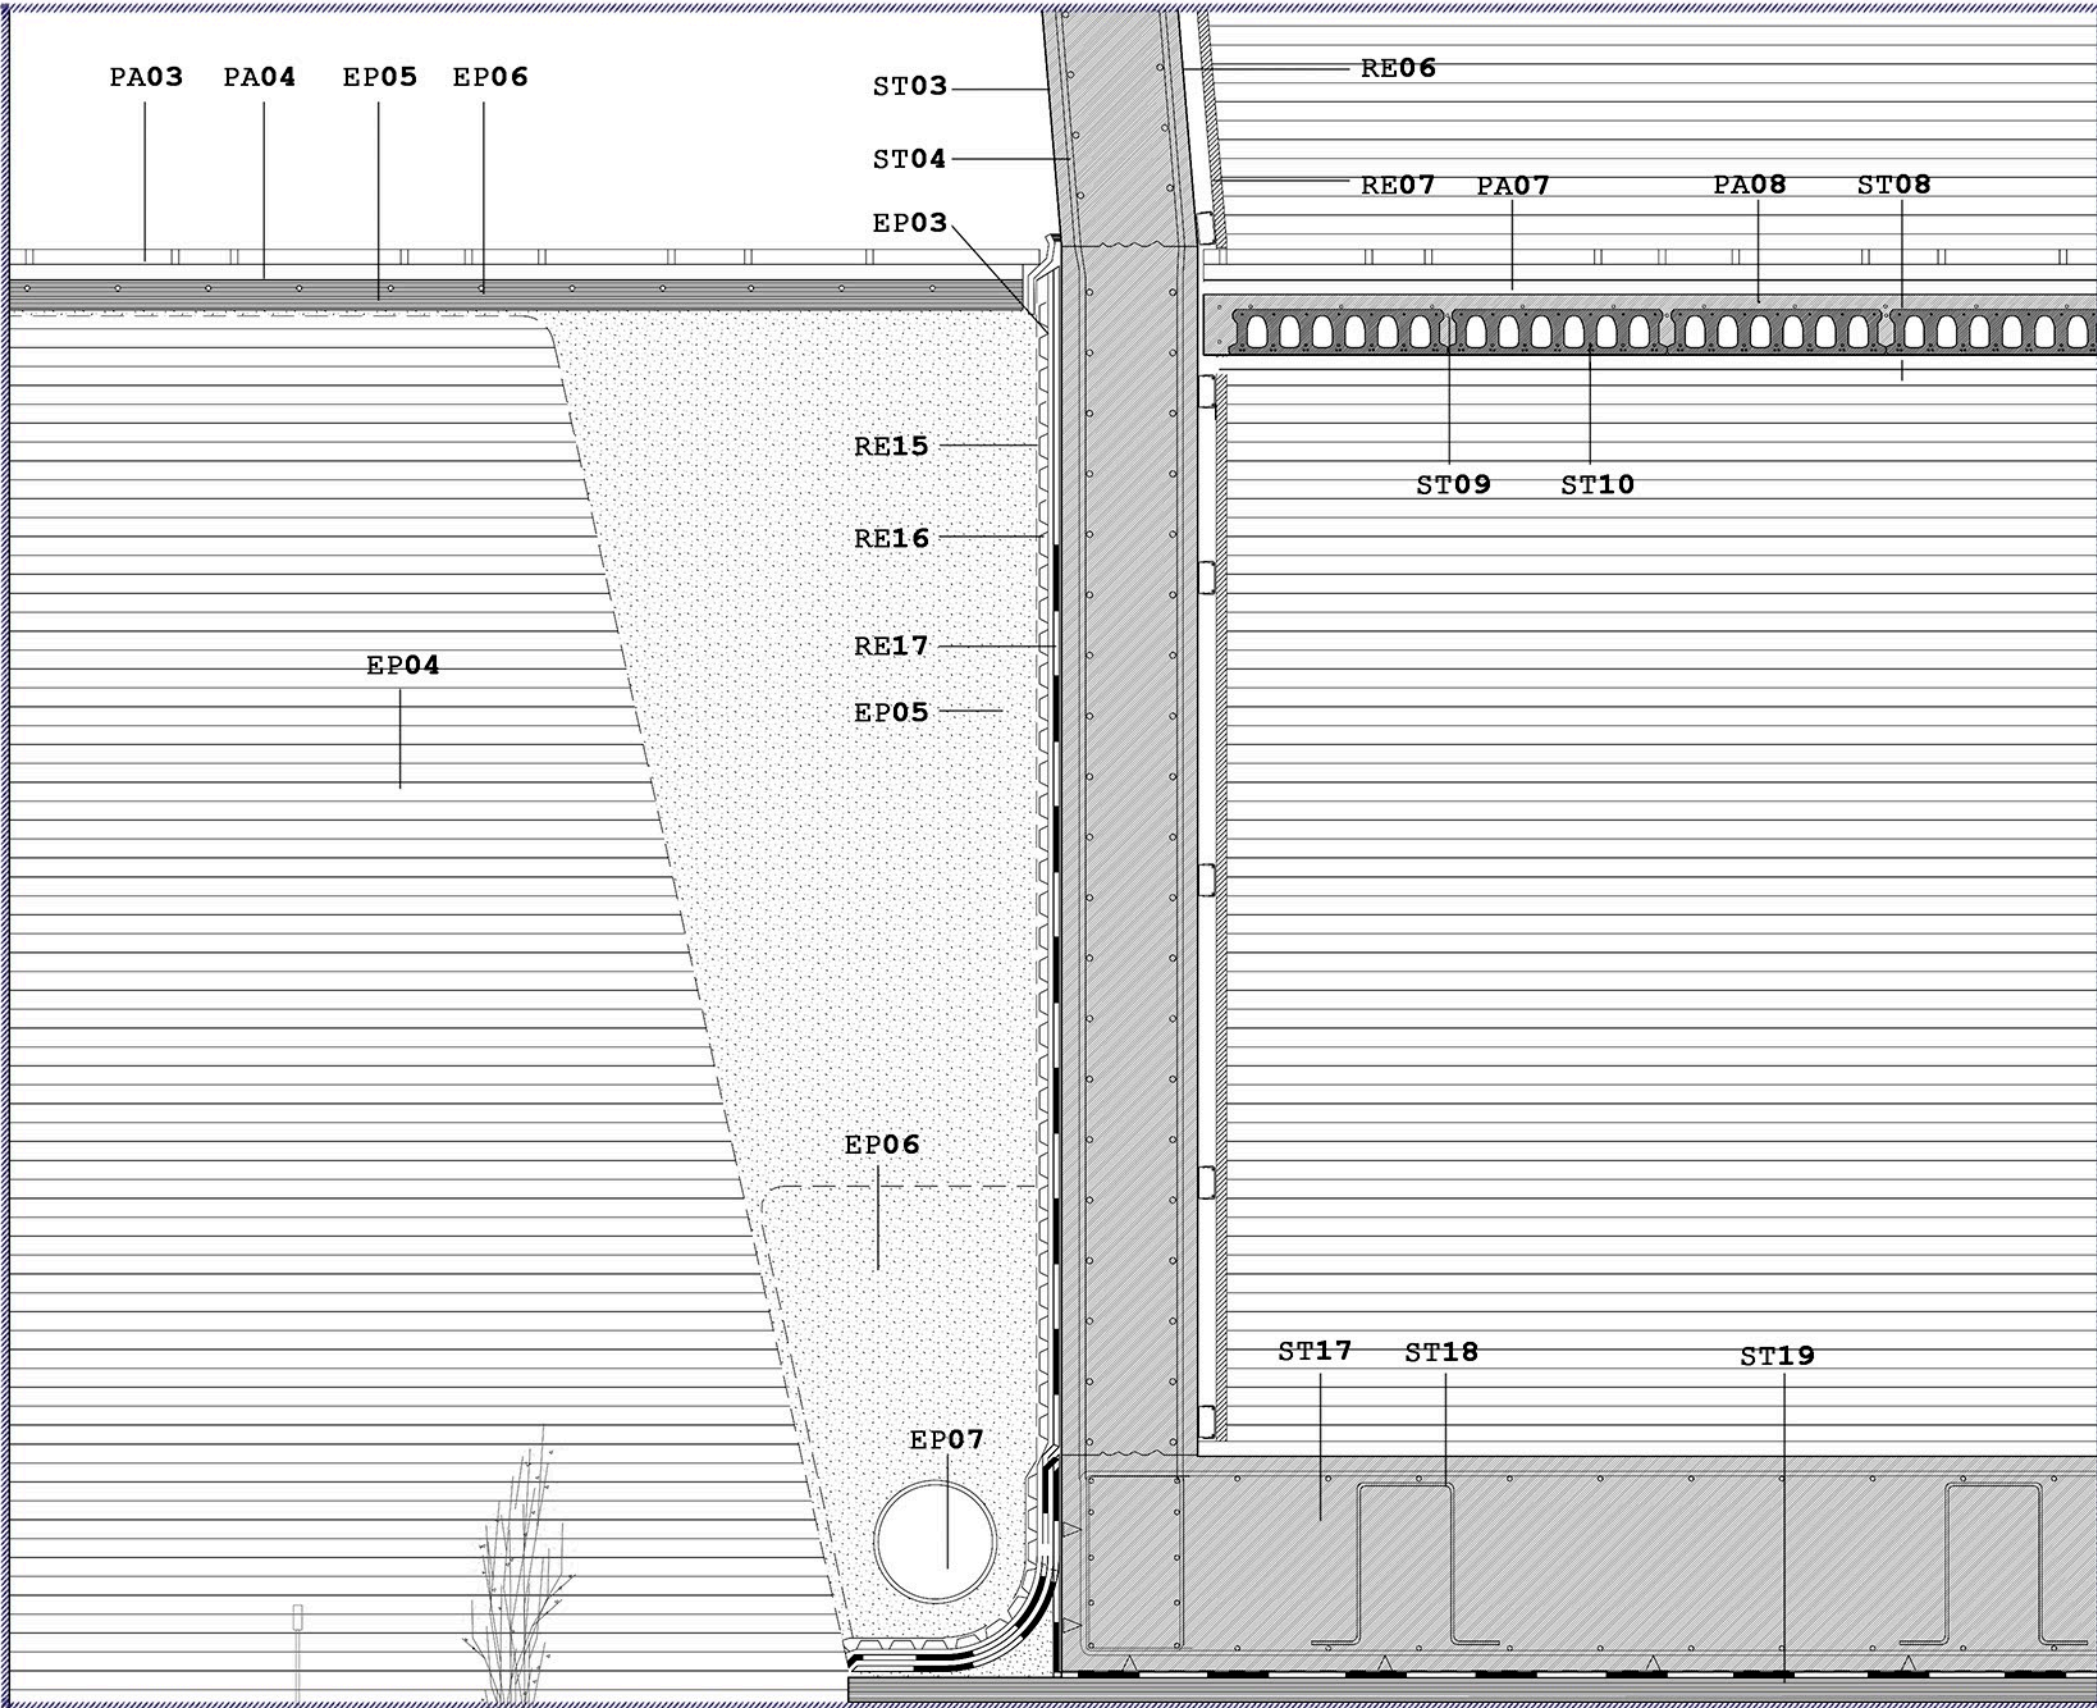 PA03 PA04 EP05 EP06
ST03
RE06
ST04
RE07 PA07 PA08 ST08
EP03
RE15
ST09 ST10
RE16
RE17
EP04
EP05
EP06
ST17 ST18 ST19
EP07